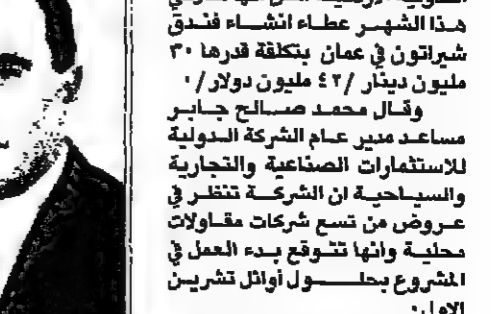 هذا الشهر عطاء انشاء فندق
شيراتون في عمان بتكلفة قدرها ٣٠
مليون دينار /٤٢ مليون دولار/٠
وقال محمد صالح جابر
مساعد مدير عام الشركة الدولية
للاستثمارات الصناعية والتجارية
والسياحية ان الشركة تنظر في
عروض من تسع شركات مقاولات
محلية وانها تتوقع بدء العمل في
المشروع بحلول أوائل تشرين
الاول٠